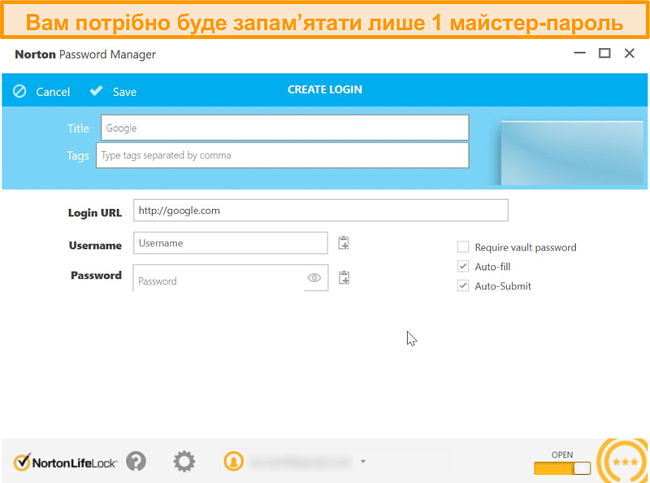 Вам потрібно буде запам’ятати лише 1 майстер-пароль
Norton Password Manager
Cancel Save CREATE LOGIN
Title Google
Tags Type tags separated by comma
Login URL http://google.com
Username Username
Require vault password
Auto-fill
Password Password
Auto-Submit
NortonLifeLock
OPEN